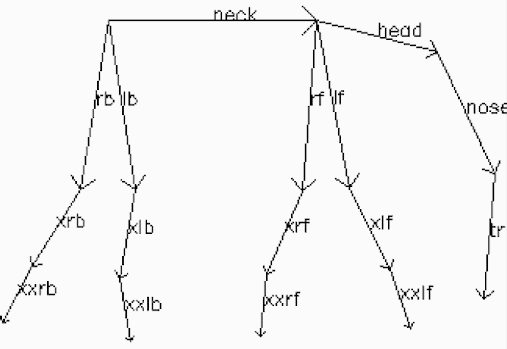 neck
head
rb lb rf lf
nose
xrb xlb xrf xlf tr
xxrb xxlb xxrf xxlf